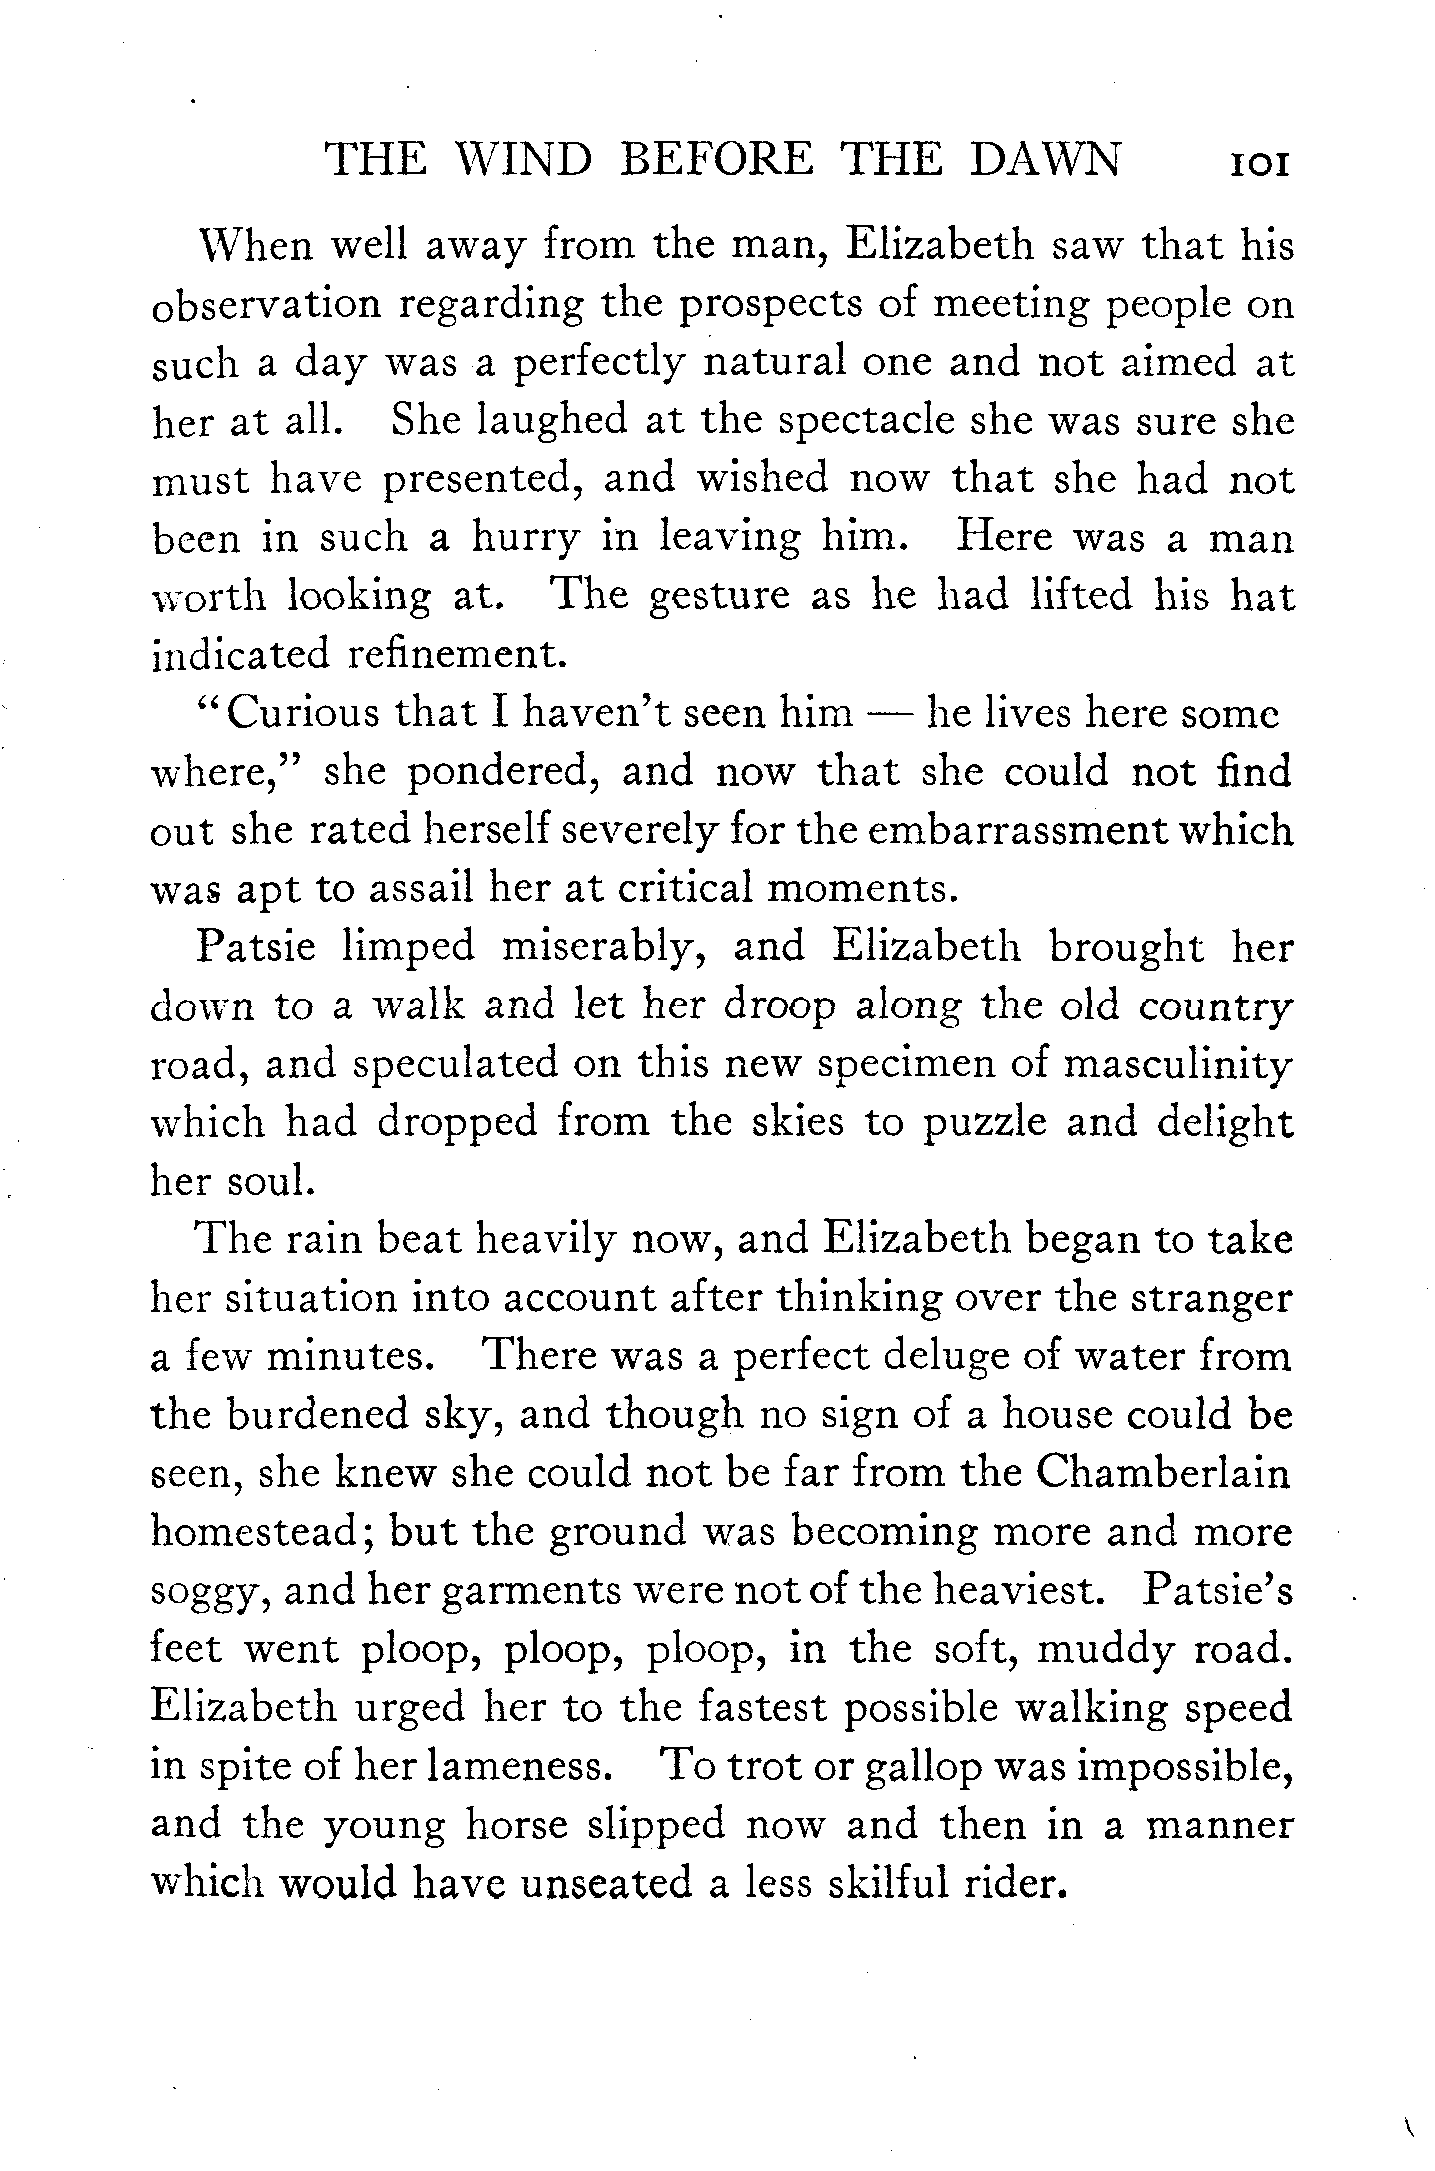 THE WIND BEFORE THE DAWN 101
When well away from the man, Elizabeth saw that his
observation regarding the prospects of meeting people on
such a day was a perfectly natural one and not aimed at
her at all. She laughed at the spectacle she was sure she
must have presented, and wished now that she had not
been in such a hurry in leaving him. Here was a man
worth looking at. The gesture as he had lifted his hat
indicated refinement.
“Curious that I haven’t seen him — he lives here some
where,” she pondered, and now that she could not find
out she rated herself severely for the embarrassment which
was apt to assail her at critical moments.
Patsie limped miserably, and Elizabeth brought her
down to a walk and let her droop along the old country
road, and speculated on this new specimen of masculinity
which had dropped from the skies to puzzle and delight
her soul.
The rain beat heavily now, and Elizabeth began to take
her situation into account after thinking over the stranger
a few minutes. There was a perfect deluge of water from
the burdened sky, and though no sign of a house could be
seen, she knew she could not be far from the Chamberlain
homestead; but the ground was becoming more and more
soggy, and her garments were not of the heaviest. Patsie’s
feet went ploop, ploop, ploop, in the soft, muddy road.
Elizabeth urged her to the fastest possible walking speed
in spite of her lameness. To trot or gallop was impossible,
and the young horse slipped now and then in a manner
which would have unseated a less skilful rider.